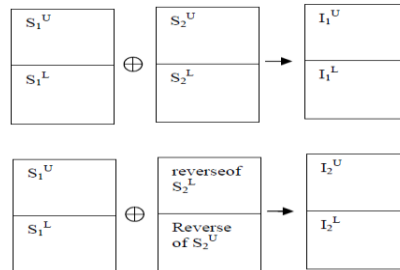 S₁ᵁ S₂ᵁ I₁ᵁ
S₁ᴸ ⊕ S₂ᴸ → I₁ᴸ
S₁ᵁ reverseof S₂ᴸ I₂ᵁ
S₁ᴸ ⊕ Reverse of S₂ᵁ → I₂ᴸ